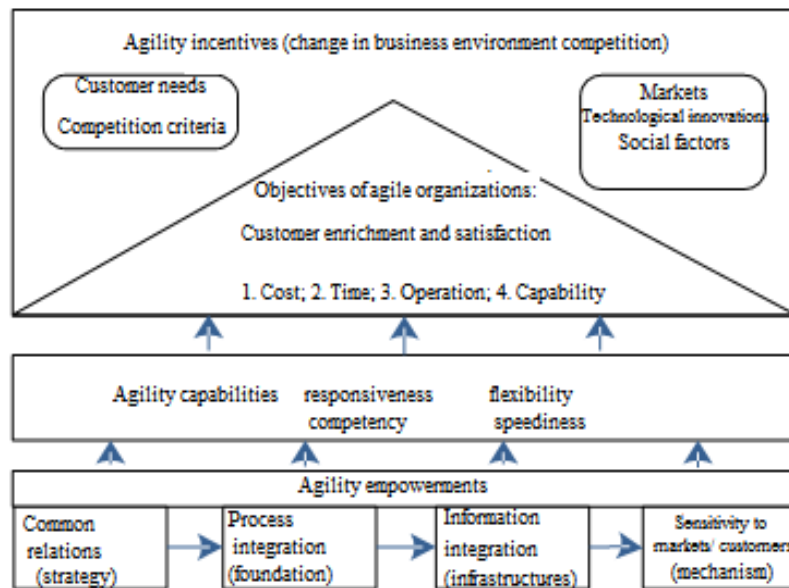 Agility incentives (change in business environment competition)
Customer needs
Competition criteria
Markets
Technological innovations
Social factors
Objectives of agile organizations:
Customer enrichment and satisfaction
1. Cost; 2. Time; 3. Operation; 4. Capability
Agility capabilities responsiveness flexibility
competency speediness
Agility empowerments
Common
relations
(strategy)
Process
integration
(foundation)
Information
integration
(infrastructures)
Sensitivity to
markets/ customers
(mechanism)